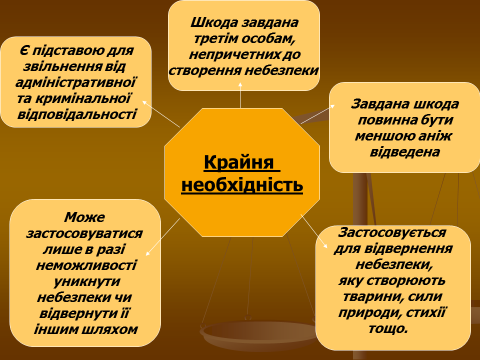 Шкода завдана
третім особам,
непричетних до
створення небезпеки
Є підставою для
звільнення від
адміністративної
та кримінальної
відповідальності
Завдана шкода
повинна бути
меншою аніж
відведена
Крайня
необхідність
Може
застосовуватися
лише в разі
неможливості
уникнути
небезпеки чи
відвернути її
іншим шляхом
Застосовується
для відвернення
небезпеки,
яку створюють
тварини, сили
природи, стихії
тощо.